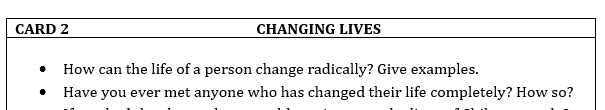 CARD 2 CHANGING LIVES
• How can the life of a person change radically? Give examples.
• Have you ever met anyone who has changed their life completely? How so?